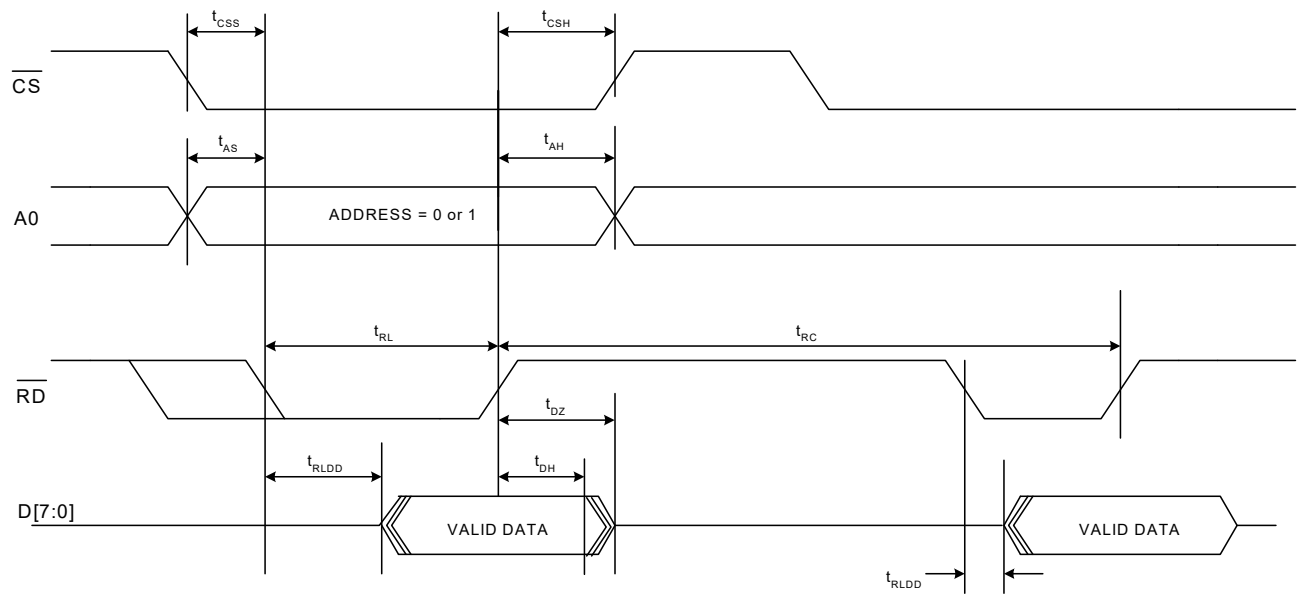 tCSS
tCSH
CS
tAS
tAH
A0
ADDRESS = 0 or 1
tRL
tRC
RD
tDZ
tRLDD
tDH
D[7:0]
VALID DATA
VALID DATA
tRLDD